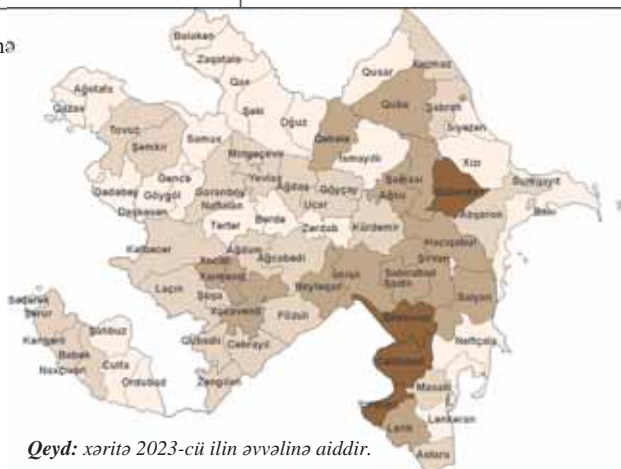 nə
Balakən
Zaqatala
Qax
Şəki
Oğuz
Qəbələ
İsmayıllı
Qusar
Xaçmaz
Quba
Şabran
Siyəzən
Xızı
Sumqayıt
Bakı
Abşeron
Ağstafa
Qazax
Tovuz
Şəmkir
Samux
Gəncə
Gədəbəy
Göygöl
Daşkəsən
Goranboy
Naftalan
Mingəçevir
Yevlax
Ağdaş
Göyçay
Ucar
Ağsu
Tərtər
Bərdə
Zərdab
Kürdəmir
Hacıqabul
Şirvan
Kəlbəcər
Ağdam
Ağcabədi
Xocalı
Xankəndi
Laçın
Şuşa
Xocavənd
Beyləqan
İmişli
Sabirabad
Saatlı
Salyan
Neftçala
Füzuli
Qubadlı
Cəbrayıl
Zəngilan
Sədərək
Şərur
Şahbuz
Kəngərli
Babək
Naxçıvan
Culfa
Ordubad
Masallı
Lənkəran
Lerik
Astara
Qeyd: xəritə 2023-cü ilin əvvəlinə aiddir.